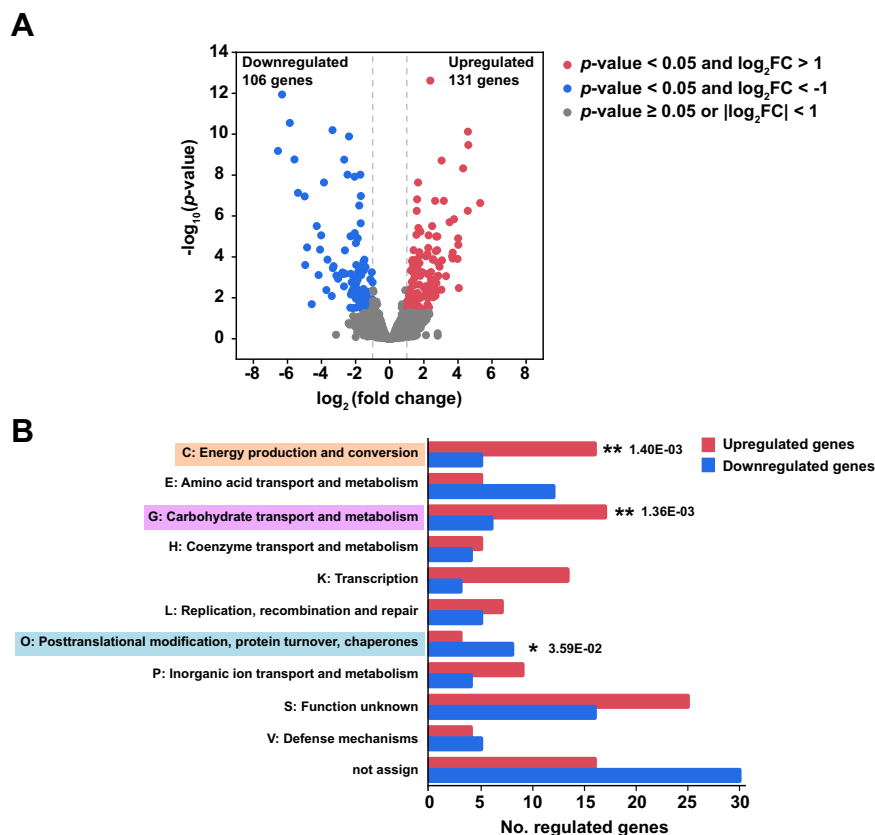 A
Downregulated
106 genes
Upregulated
131 genes
p-value < 0.05 and log₂FC > 1
p-value < 0.05 and log₂FC < -1
p-value ≥ 0.05 or |log₂FC| < 1
-log₁₀(p-value)
14
12
10
8
6
4
2
0
-8 -6 -4 -2 0 2 4 6 8
log₂ (fold change)
B
Upregulated genes
Downregulated genes
C: Energy production and conversion ** 1.40E-03
E: Amino acid transport and metabolism
G: Carbohydrate transport and metabolism ** 1.36E-03
H: Coenzyme transport and metabolism
K: Transcription
L: Replication, recombination and repair
O: Posttranslational modification, protein turnover, chaperones * 3.59E-02
P: Inorganic ion transport and metabolism
S: Function unknown
V: Defense mechanisms
not assign
0 5 10 15 20 25 30
No. regulated genes